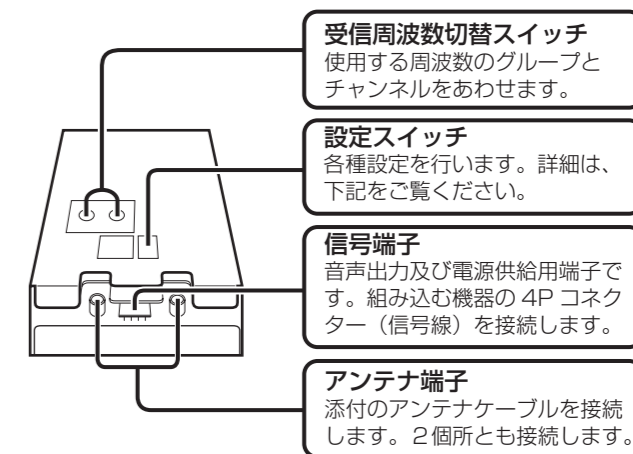 受信周波数切替スイッチ
使用する周波数のグループと
チャンネルをあわせます。
設定スイッチ
各種設定を行います。詳細は、
下記をご覧ください。
信号端子
音声出力及び電源供給用端子で
す。組み込む機器の 4P コネク
ター（信号線）を接続します。
アンテナ端子
添付のアンテナケーブルを接続
します。２個所とも接続します。